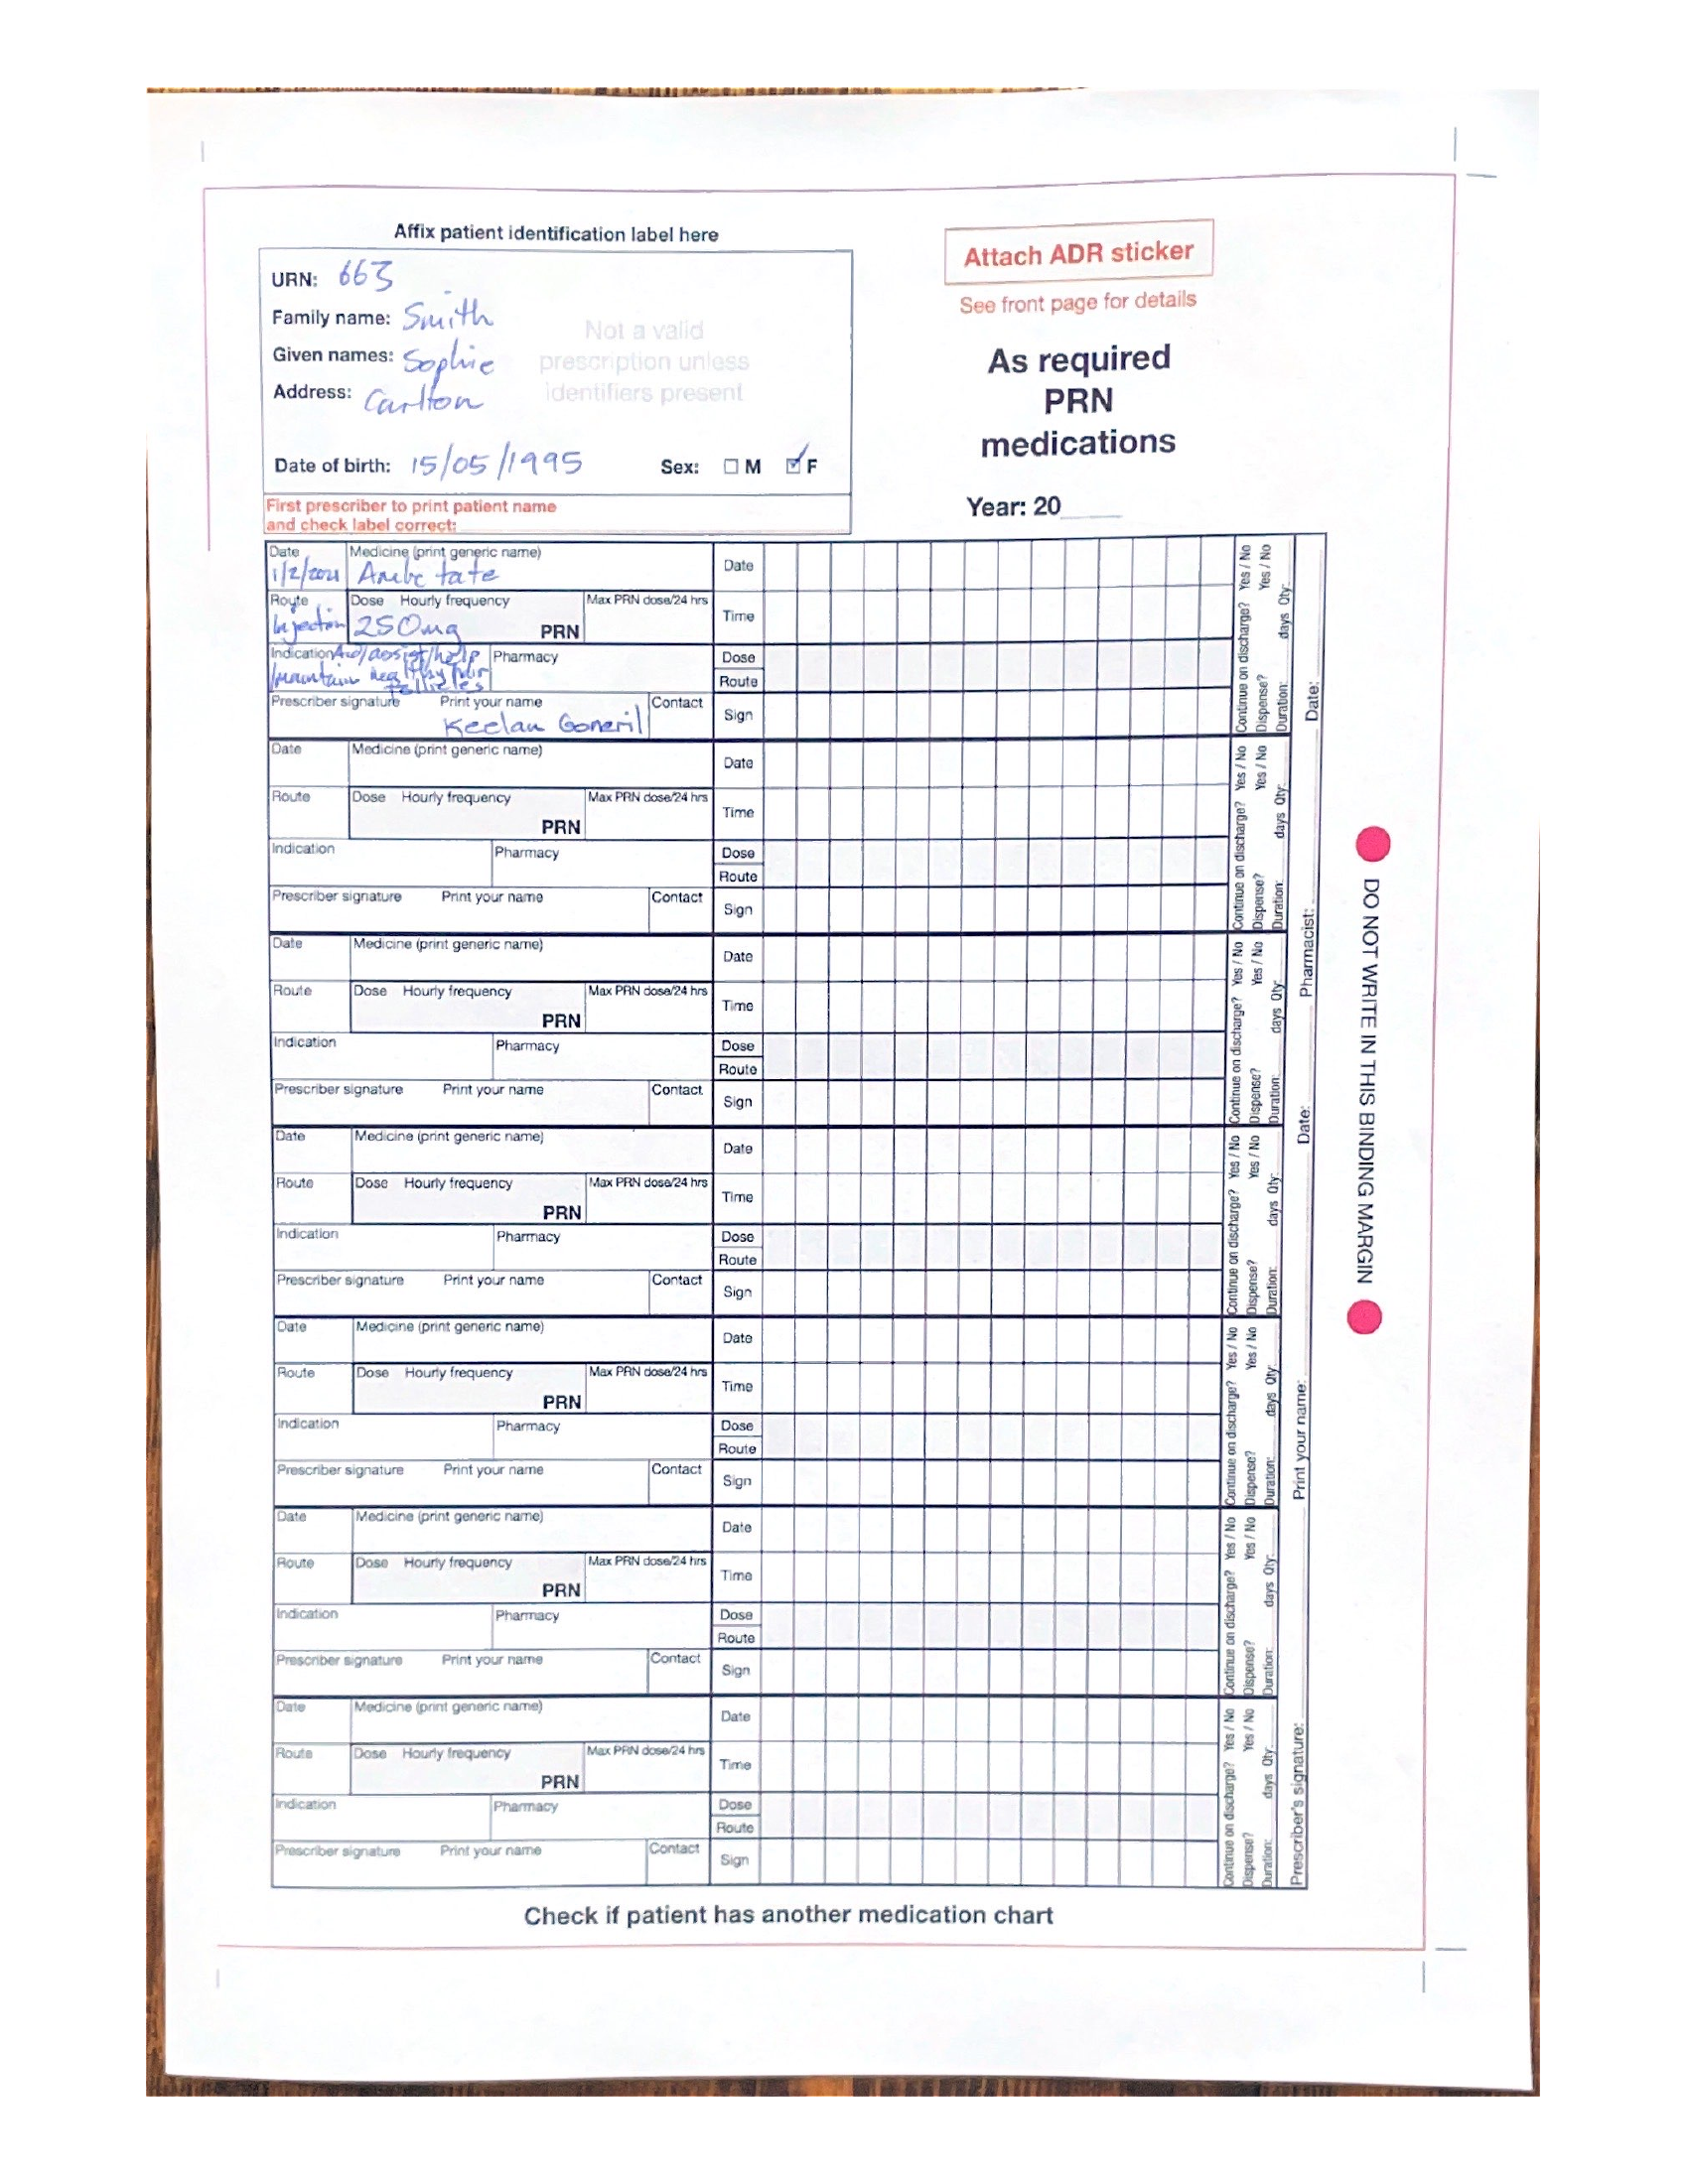 Affix patient identification label here
URN: 663
Family name: Smith
Given names: Sophie
Address: Carlton
Not a valid
prescription unless
identifiers present
Date of birth: 15/05/1995 Sex: M F
First prescriber to print patient name
and check label correct:
Attach ADR sticker
See front page for details
As required
PRN
medications
Year: 20
Date Medicine (print generic name) Date
1/2/2021
Route Dose Hourly frequency Max PRN dose/24 hrs Time
Injection 250mg PRN
Indication And/assist/help Pharmacy Dose
maintain healthy hair Route
follicles
Prescriber signature Print your name Contact Sign
Keelan Goneril
Continue on discharge? Yes / No
Dispense? Yes / No
Duration: days Qty:
Date Medicine (print generic name) Date
Route Dose Hourly frequency Max PRN dose/24 hrs Time
PRN
Indication Pharmacy Dose
Route
Prescriber signature Print your name Contact Sign
Continue on discharge? Yes / No
Dispense? Yes / No
Duration: days Qty:
Date Medicine (print generic name) Date
Route Dose Hourly frequency Max PRN dose/24 hrs Time
PRN
Indication Pharmacy Dose
Route
Prescriber signature Print your name Contact Sign
Continue on discharge? Yes / No
Dispense? Yes / No
Duration: days Qty:
Date Medicine (print generic name) Date
Route Dose Hourly frequency Max PRN dose/24 hrs Time
PRN
Indication Pharmacy Dose
Route
Prescriber signature Print your name Contact Sign
Continue on discharge? Yes / No
Dispense? Yes / No
Duration: days Qty:
Date Medicine (print generic name) Date
Route Dose Hourly frequency Max PRN dose/24 hrs Time
PRN
Indication Pharmacy Dose
Route
Prescriber signature Print your name Contact Sign
Continue on discharge? Yes / No
Dispense? Yes / No
Duration: days Qty:
Date Medicine (print generic name) Date
Route Dose Hourly frequency Max PRN dose/24 hrs Time
PRN
Indication Pharmacy Dose
Route
Prescriber signature Print your name Contact Sign
Continue on discharge? Yes / No
Dispense? Yes / No
Duration: days Qty:
Date Medicine (print generic name) Date
Route Dose Hourly frequency Max PRN dose/24 hrs Time
PRN
Indication Pharmacy Dose
Route
Prescriber signature Print your name Contact Sign
Continue on discharge? Yes / No
Dispense? Yes / No
Duration: days Qty:
Prescriber's signature: Print your name: Date: Pharmacist: Date:
DO NOT WRITE IN THIS BINDING MARGIN
Check if patient has another medication chart